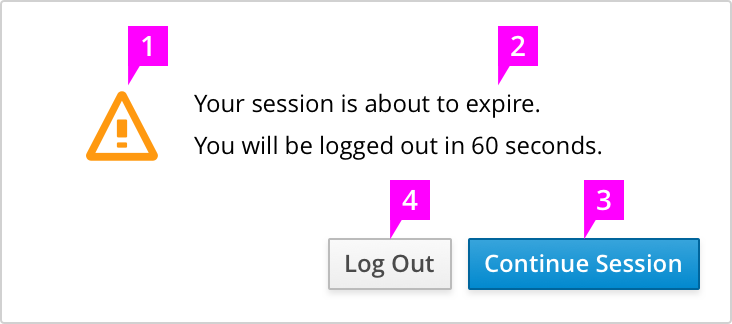 1
2
Your session is about to expire.
You will be logged out in 60 seconds.
4
3
Log Out
Continue Session